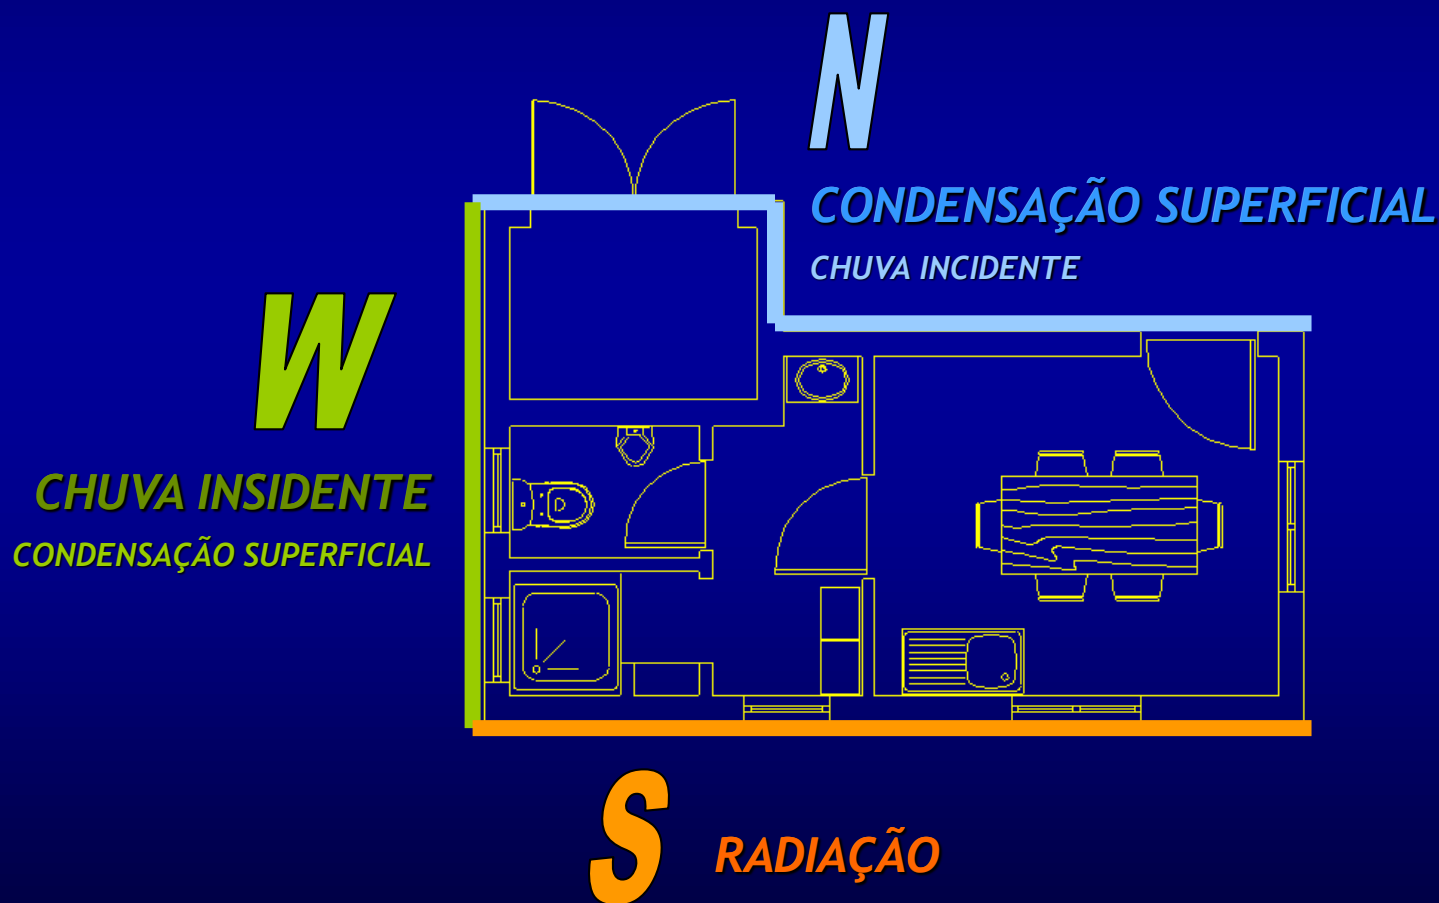 N
CONDENSAÇÃO SUPERFICIAL
CHUVA INCIDENTE
W
CHUVA INSIDENTE
CONDENSAÇÃO SUPERFICIAL
S
RADIAÇÃO